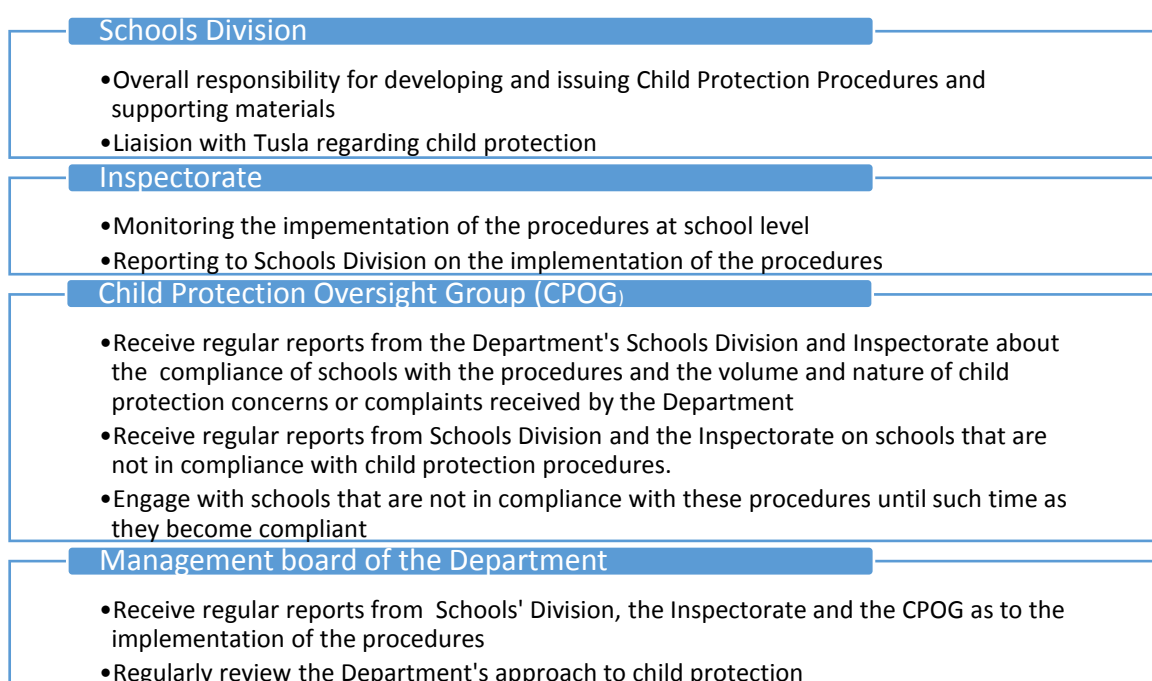 Schools Division
•Overall responsibility for developing and issuing Child Protection Procedures and
supporting materials
•Liaision with Tusla regarding child protection
Inspectorate
•Monitoring the impementation of the procedures at school level
•Reporting to Schools Division on the implementation of the procedures
Child Protection Oversight Group (CPOG)
•Receive regular reports from the Department's Schools Division and Inspectorate about
the compliance of schools with the procedures and the volume and nature of child
protection concerns or complaints received by the Department
•Receive regular reports from Schools Division and the Inspectorate on schools that are
not in compliance with child protection procedures.
•Engage with schools that are not in compliance with these procedures until such time as
they become compliant
Management board of the Department
•Receive regular reports from Schools' Division, the Inspectorate and the CPOG as to the
implementation of the procedures
•Regularly review the Department's approach to child protection